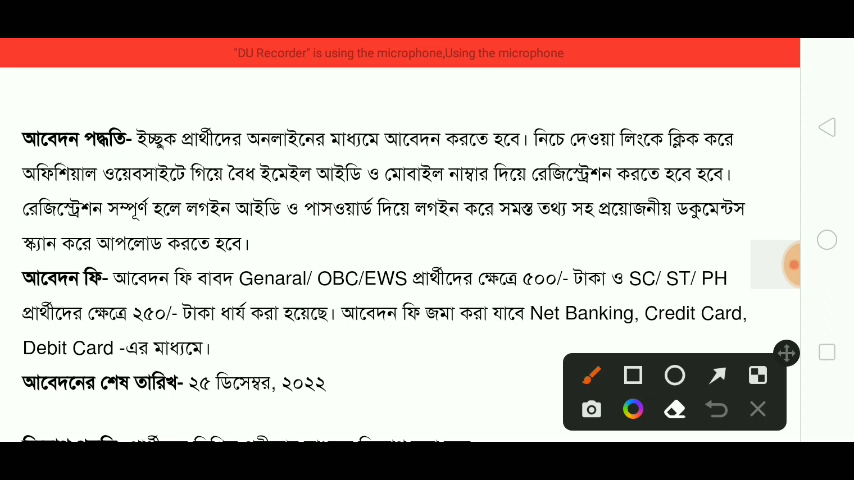 "DU Recorder" is using the microphone,Using the microphone
আবেদন পদ্ধতি- ইচ্ছুক প্রার্থীদের অনলাইনের মাধ্যমে আবেদন করতে হবে। নিচে দেওয়া লিংকে ক্লিক করে
অফিশিয়াল ওয়েবসাইটে গিয়ে বৈধ ইমেইল আইডি ও মোবাইল নাম্বার দিয়ে রেজিস্ট্রেশন করতে হবে হবে।
রেজিস্ট্রেশন সম্পূর্ণ হলে লগইন আইডি ও পাসওয়ার্ড দিয়ে লগইন করে সমস্ত তথ্য সহ প্রয়োজনীয় ডকুমেন্টস
স্ক্যান করে আপলোড করতে হবে।
আবেদন ফি- আবেদন ফি বাবদ Genaral/ OBC/EWS প্রার্থীদের ক্ষেত্রে ৫০০/- টাকা ও SC/ ST/ PH
প্রার্থীদের ক্ষেত্রে ২৫০/- টাকা ধার্য করা হয়েছে। আবেদন ফি জমা করা যাবে Net Banking, Credit Card,
Debit Card -এর মাধ্যমে।
আবেদনের শেষ তারিখ- ২৫ ডিসেম্বর, ২০২২